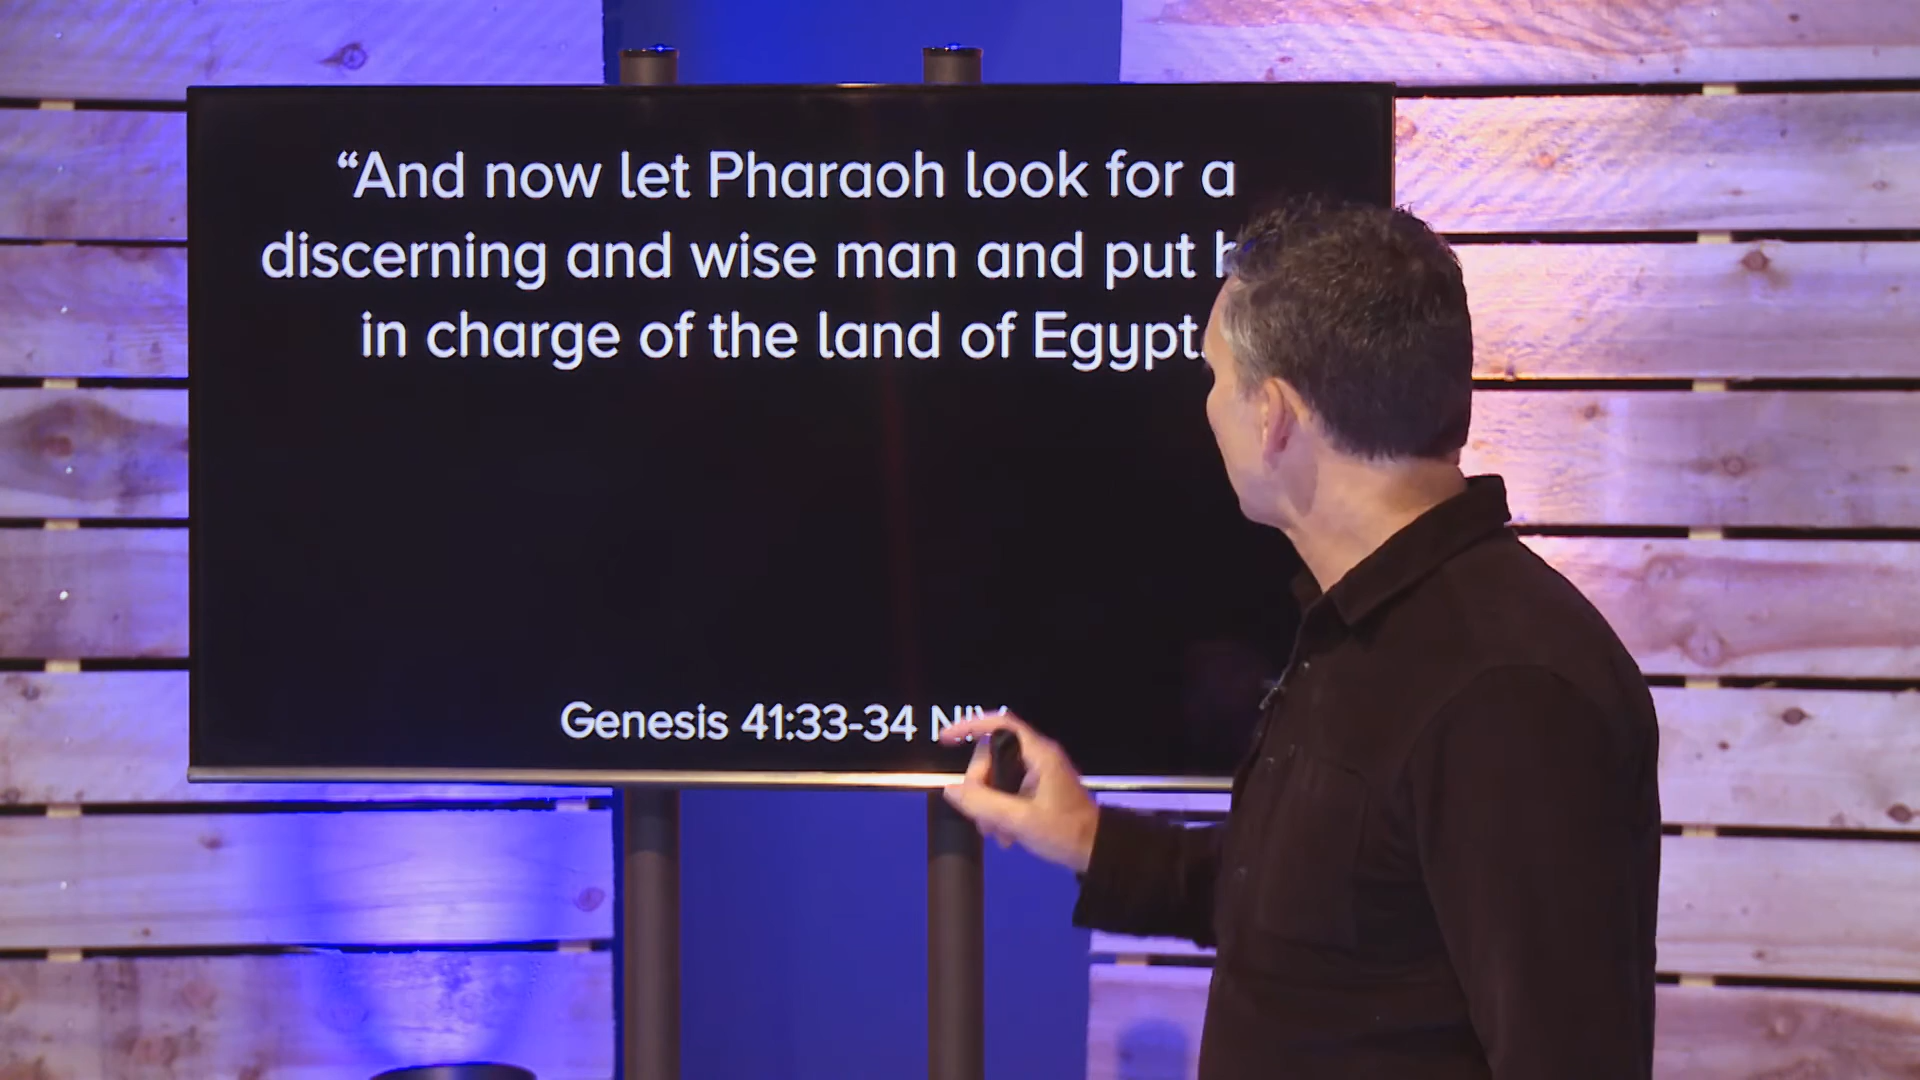 “And now let Pharaoh look for a
discerning and wise man and put
in charge of the land of Egypt.
Genesis 41:33-34 NIV